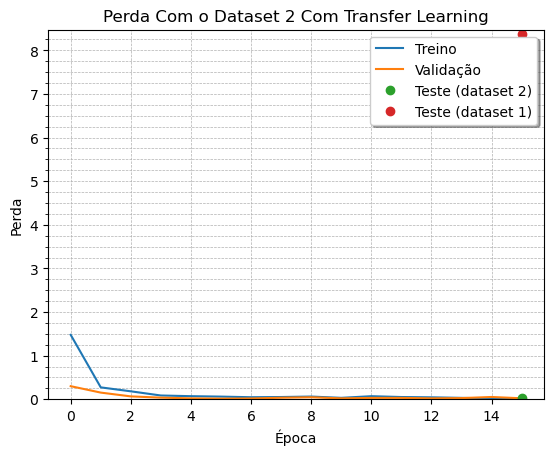 Perda Com o Dataset 2 Com Transfer Learning
Treino
Validação
Teste (dataset 2)
Teste (dataset 1)
8
7
6
5
4
3
2
1
0
Perda
0 2 4 6 8 10 12 14
Época